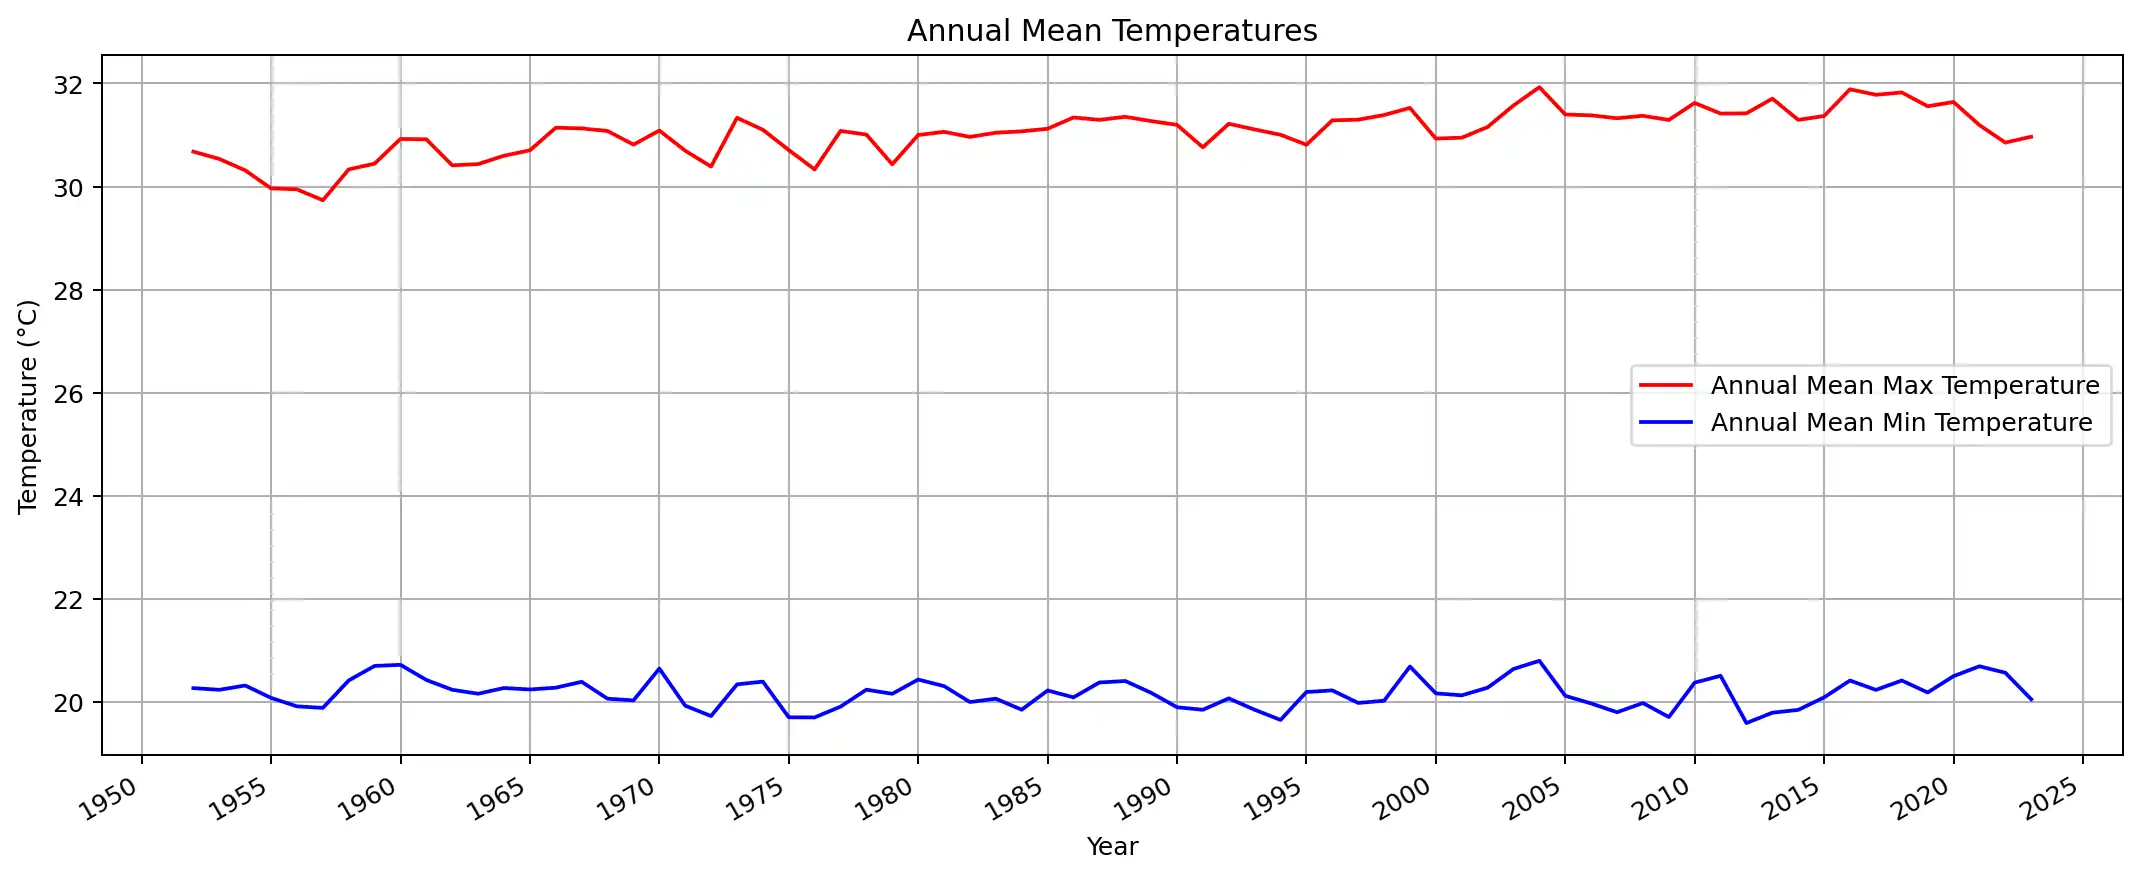 Annual Mean Temperatures
32
30
28
26
24
22
20
Temperature (°C)
Annual Mean Max Temperature
Annual Mean Min Temperature
1950 1955 1960 1965 1970 1975 1980 1985 1990 1995 2000 2005 2010 2015 2020 2025
Year